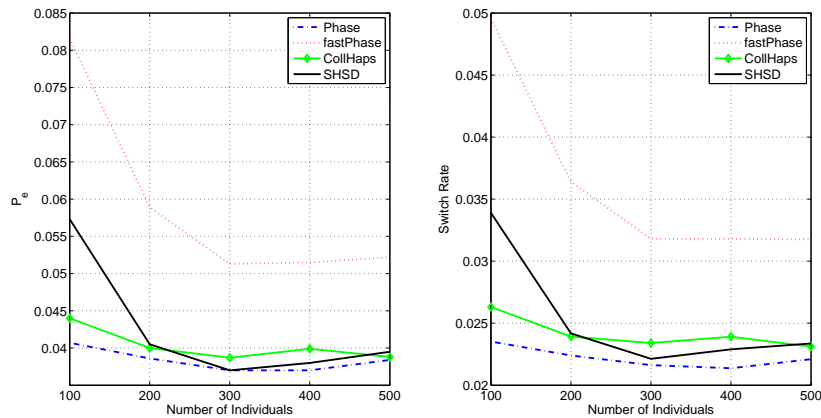 0.085
0.08
0.075
0.07
0.065
0.06
0.055
0.05
0.045
0.04
P_e
100 200 300 400 500
Number of Individuals
Phase
fastPhase
CollHaps
SHSD
0.05
0.045
0.04
0.035
0.03
0.025
0.02
Switch Rate
100 200 300 400 500
Number of Individuals
Phase
fastPhase
CollHaps
SHSD